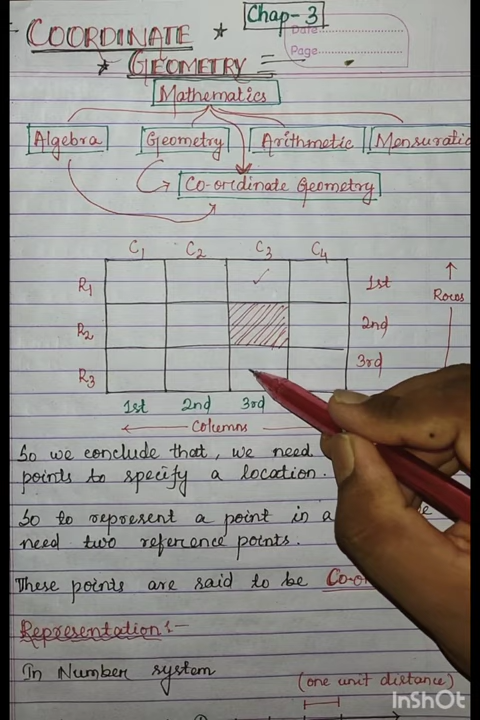 Chap- 3
Date
Page
COORDINATE
GEOMETRY
Mathematics
Algebra Geometry Arithmetic Mensuratio
Co-ordinate Geometry
C1 C2 C3 C4
R1 1st Rows
R2 2nd
R3 3rd
1st 2nd 3rd
Columns
So we conclude that, we need
points to specify a location.
So to represent a point in a
need two reference points.
These points are said to be Co-o
Representation:-
In Number system
(one unit distance)
InShOt